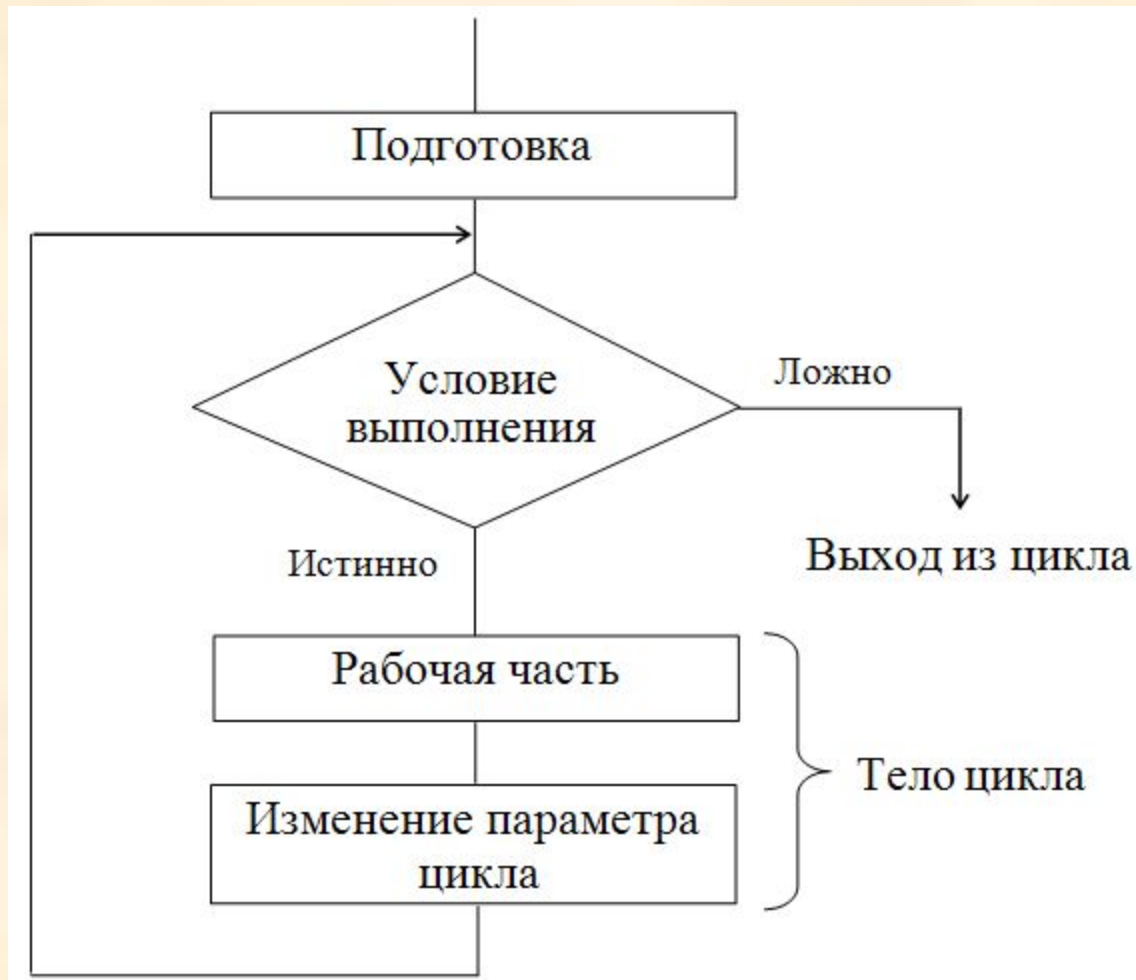 Подготовка
Условие
выполнения
Ложно
Истинно
Выход из цикла
Рабочая часть
Тело цикла
Изменение параметра
цикла